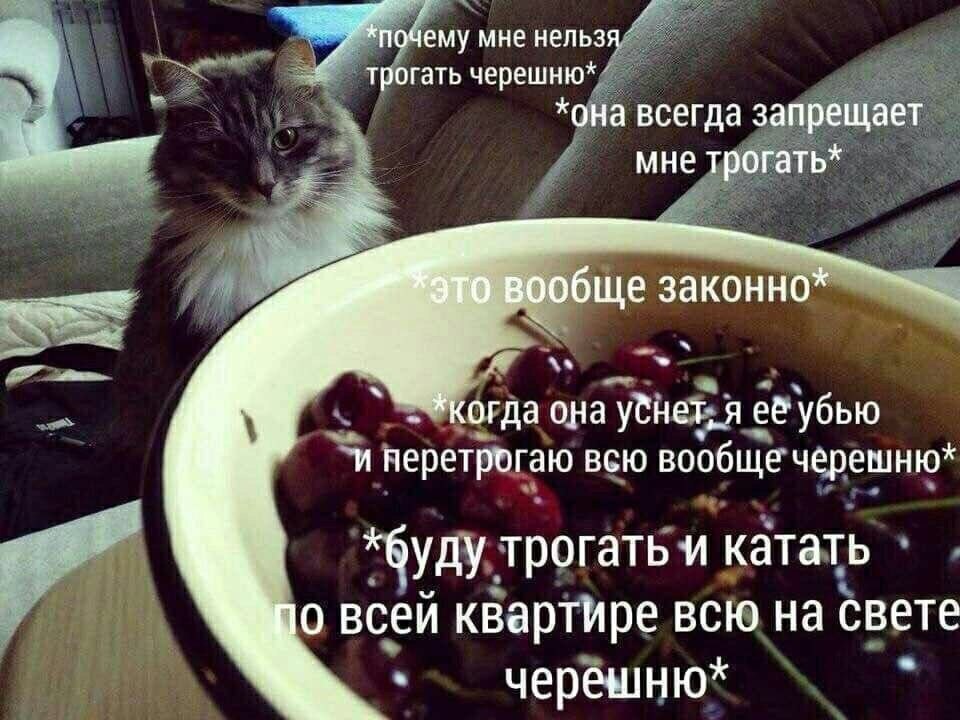 *почему мне нельзя
трогать черешню*
*она всегда запрещает
мне трогать*
*это вообще законно*
*когда она уснет, я ее убью
и перетрогаю всю вообще черешню*
*буду трогать и катать
по всей квартире всю на свете
черешню*